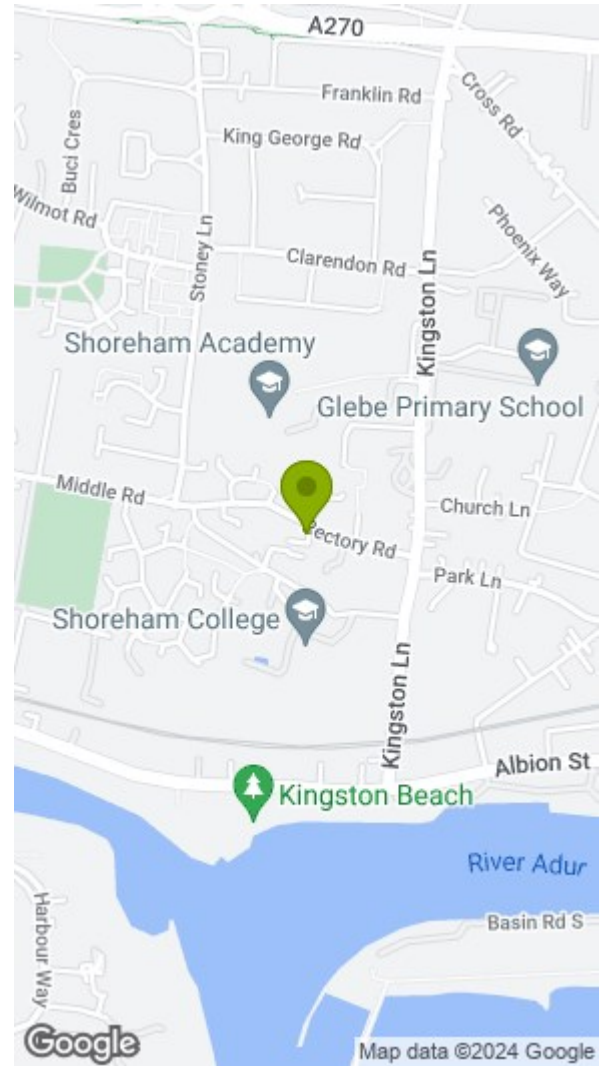 A270
Franklin Rd
Cross Rd
King George Rd
Buci Cres
Wilmot Rd
Stoney Ln
Phoenix Way
Clarendon Rd
Kingston Ln
Shoreham Academy
Glebe Primary School
Middle Rd
Church Ln
Rectory Rd
Park Ln
Shoreham College
Kingston Ln
Albion St
Kingston Beach
River Adur
Harbour Way
Basin Rd S
Google
Map data ©2024 Google